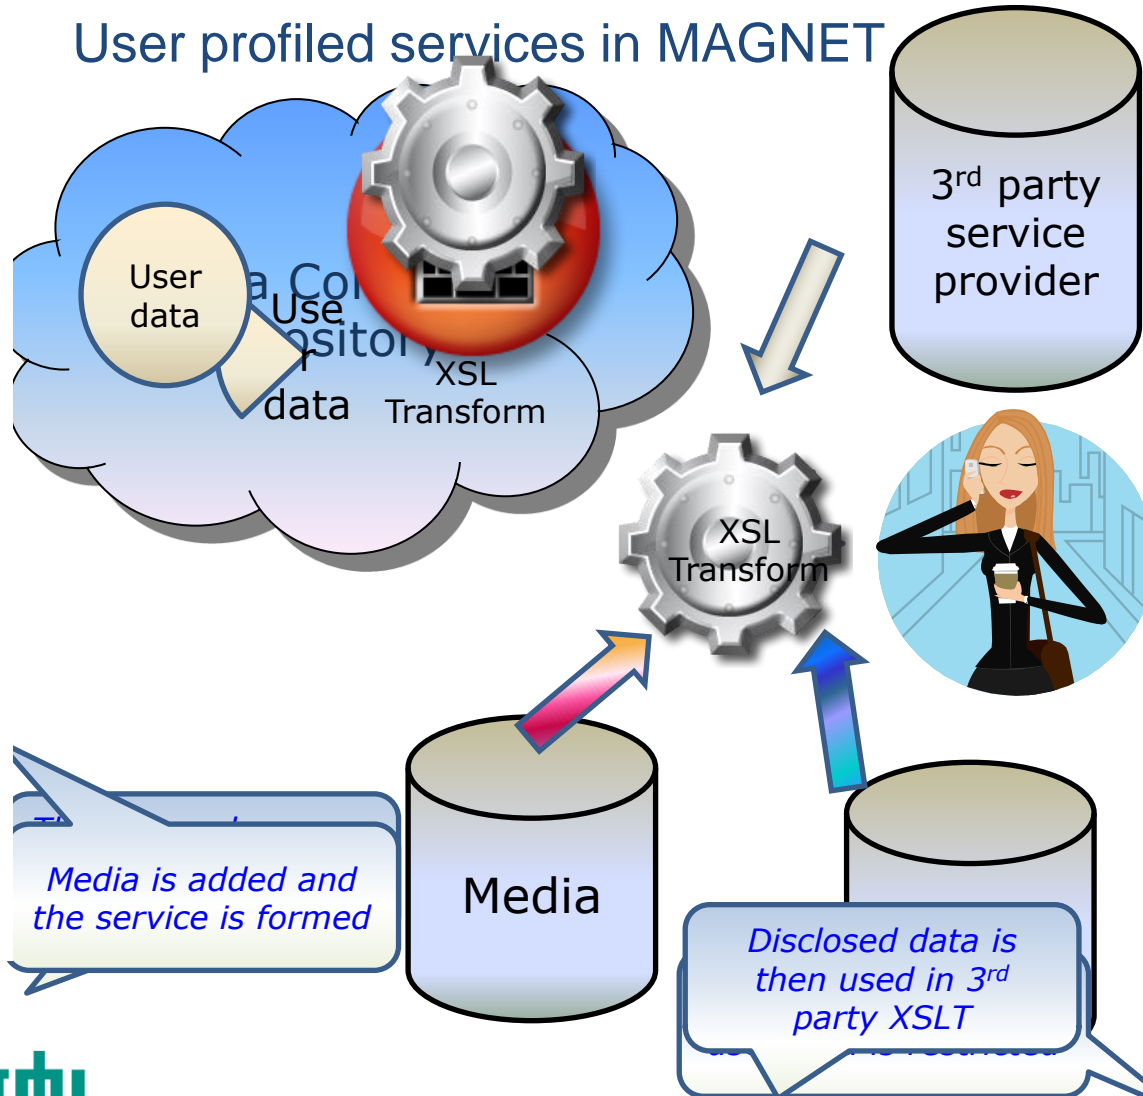 User profiled services in MAGNET
3rd party
service
provider
User
data
Use
r
data
XSL
Transform
XSL
Transform
Media is added and
the service is formed
Media
Disclosed data is
then used in 3rd
party XSLT